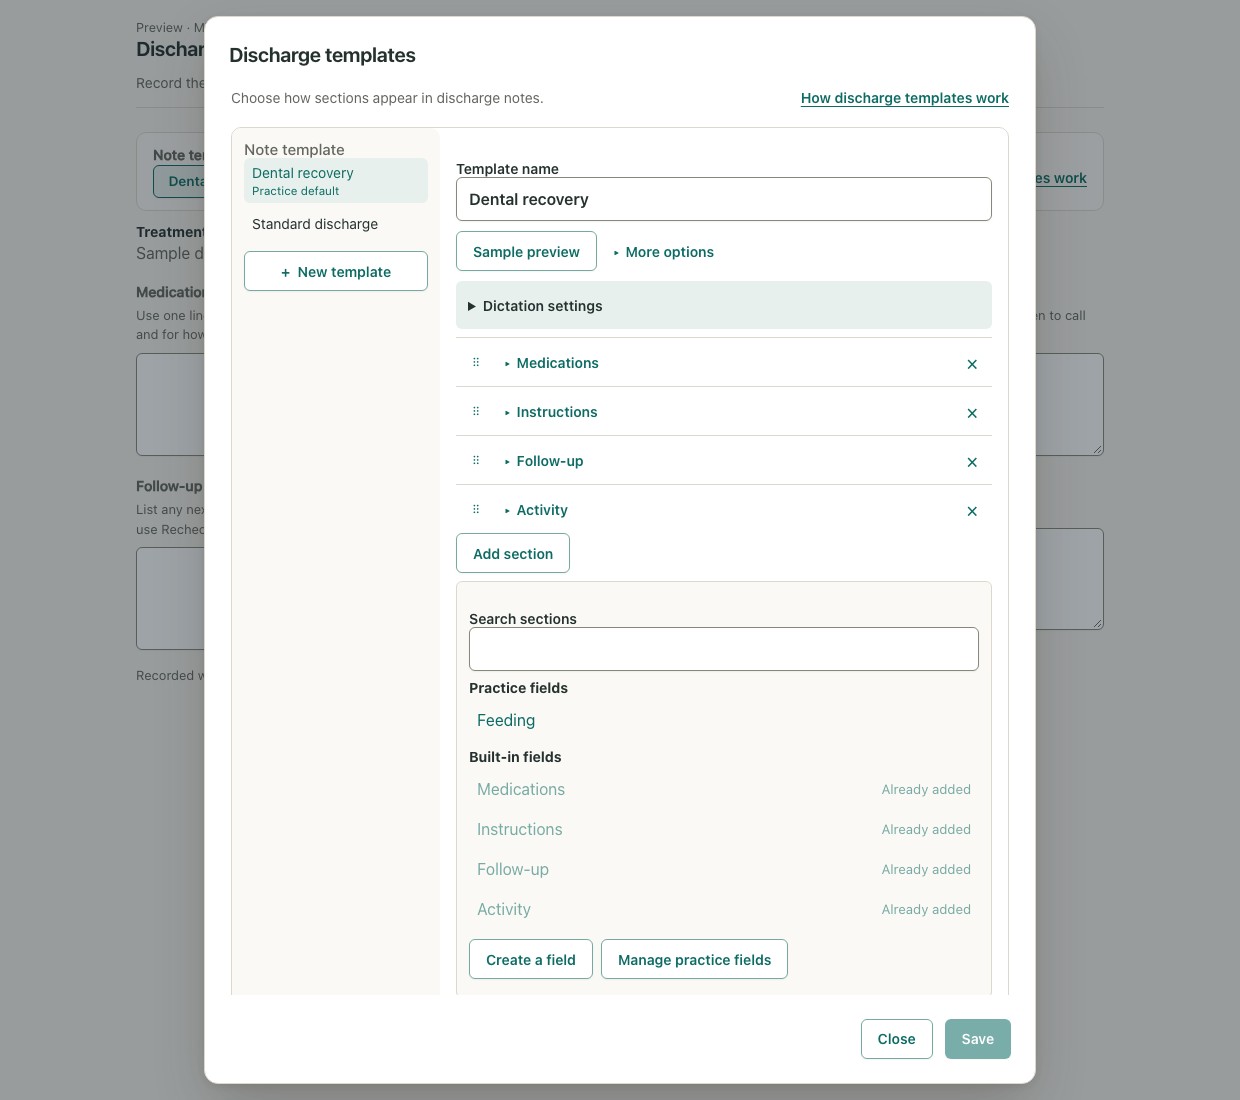 Preview · M
Dischar
Record the
Note te
Denta
es work
Treatment
Sample d
Medication
Use one lin
n to call
and for how
Follow-up
List any nex
use Rechec
Recorded w
Discharge templates
Choose how sections appear in discharge notes.
How discharge templates work
Note template
Dental recovery
Practice default
Standard discharge
+ New template
Template name
Dental recovery
Sample preview
▸ More options
▶ Dictation settings
▸ Medications ×
▸ Instructions ×
▸ Follow-up ×
▸ Activity ×
Add section
Search sections
Practice fields
Feeding
Built-in fields
Medications Already added
Instructions Already added
Follow-up Already added
Activity Already added
Create a field
Manage practice fields
Close
Save